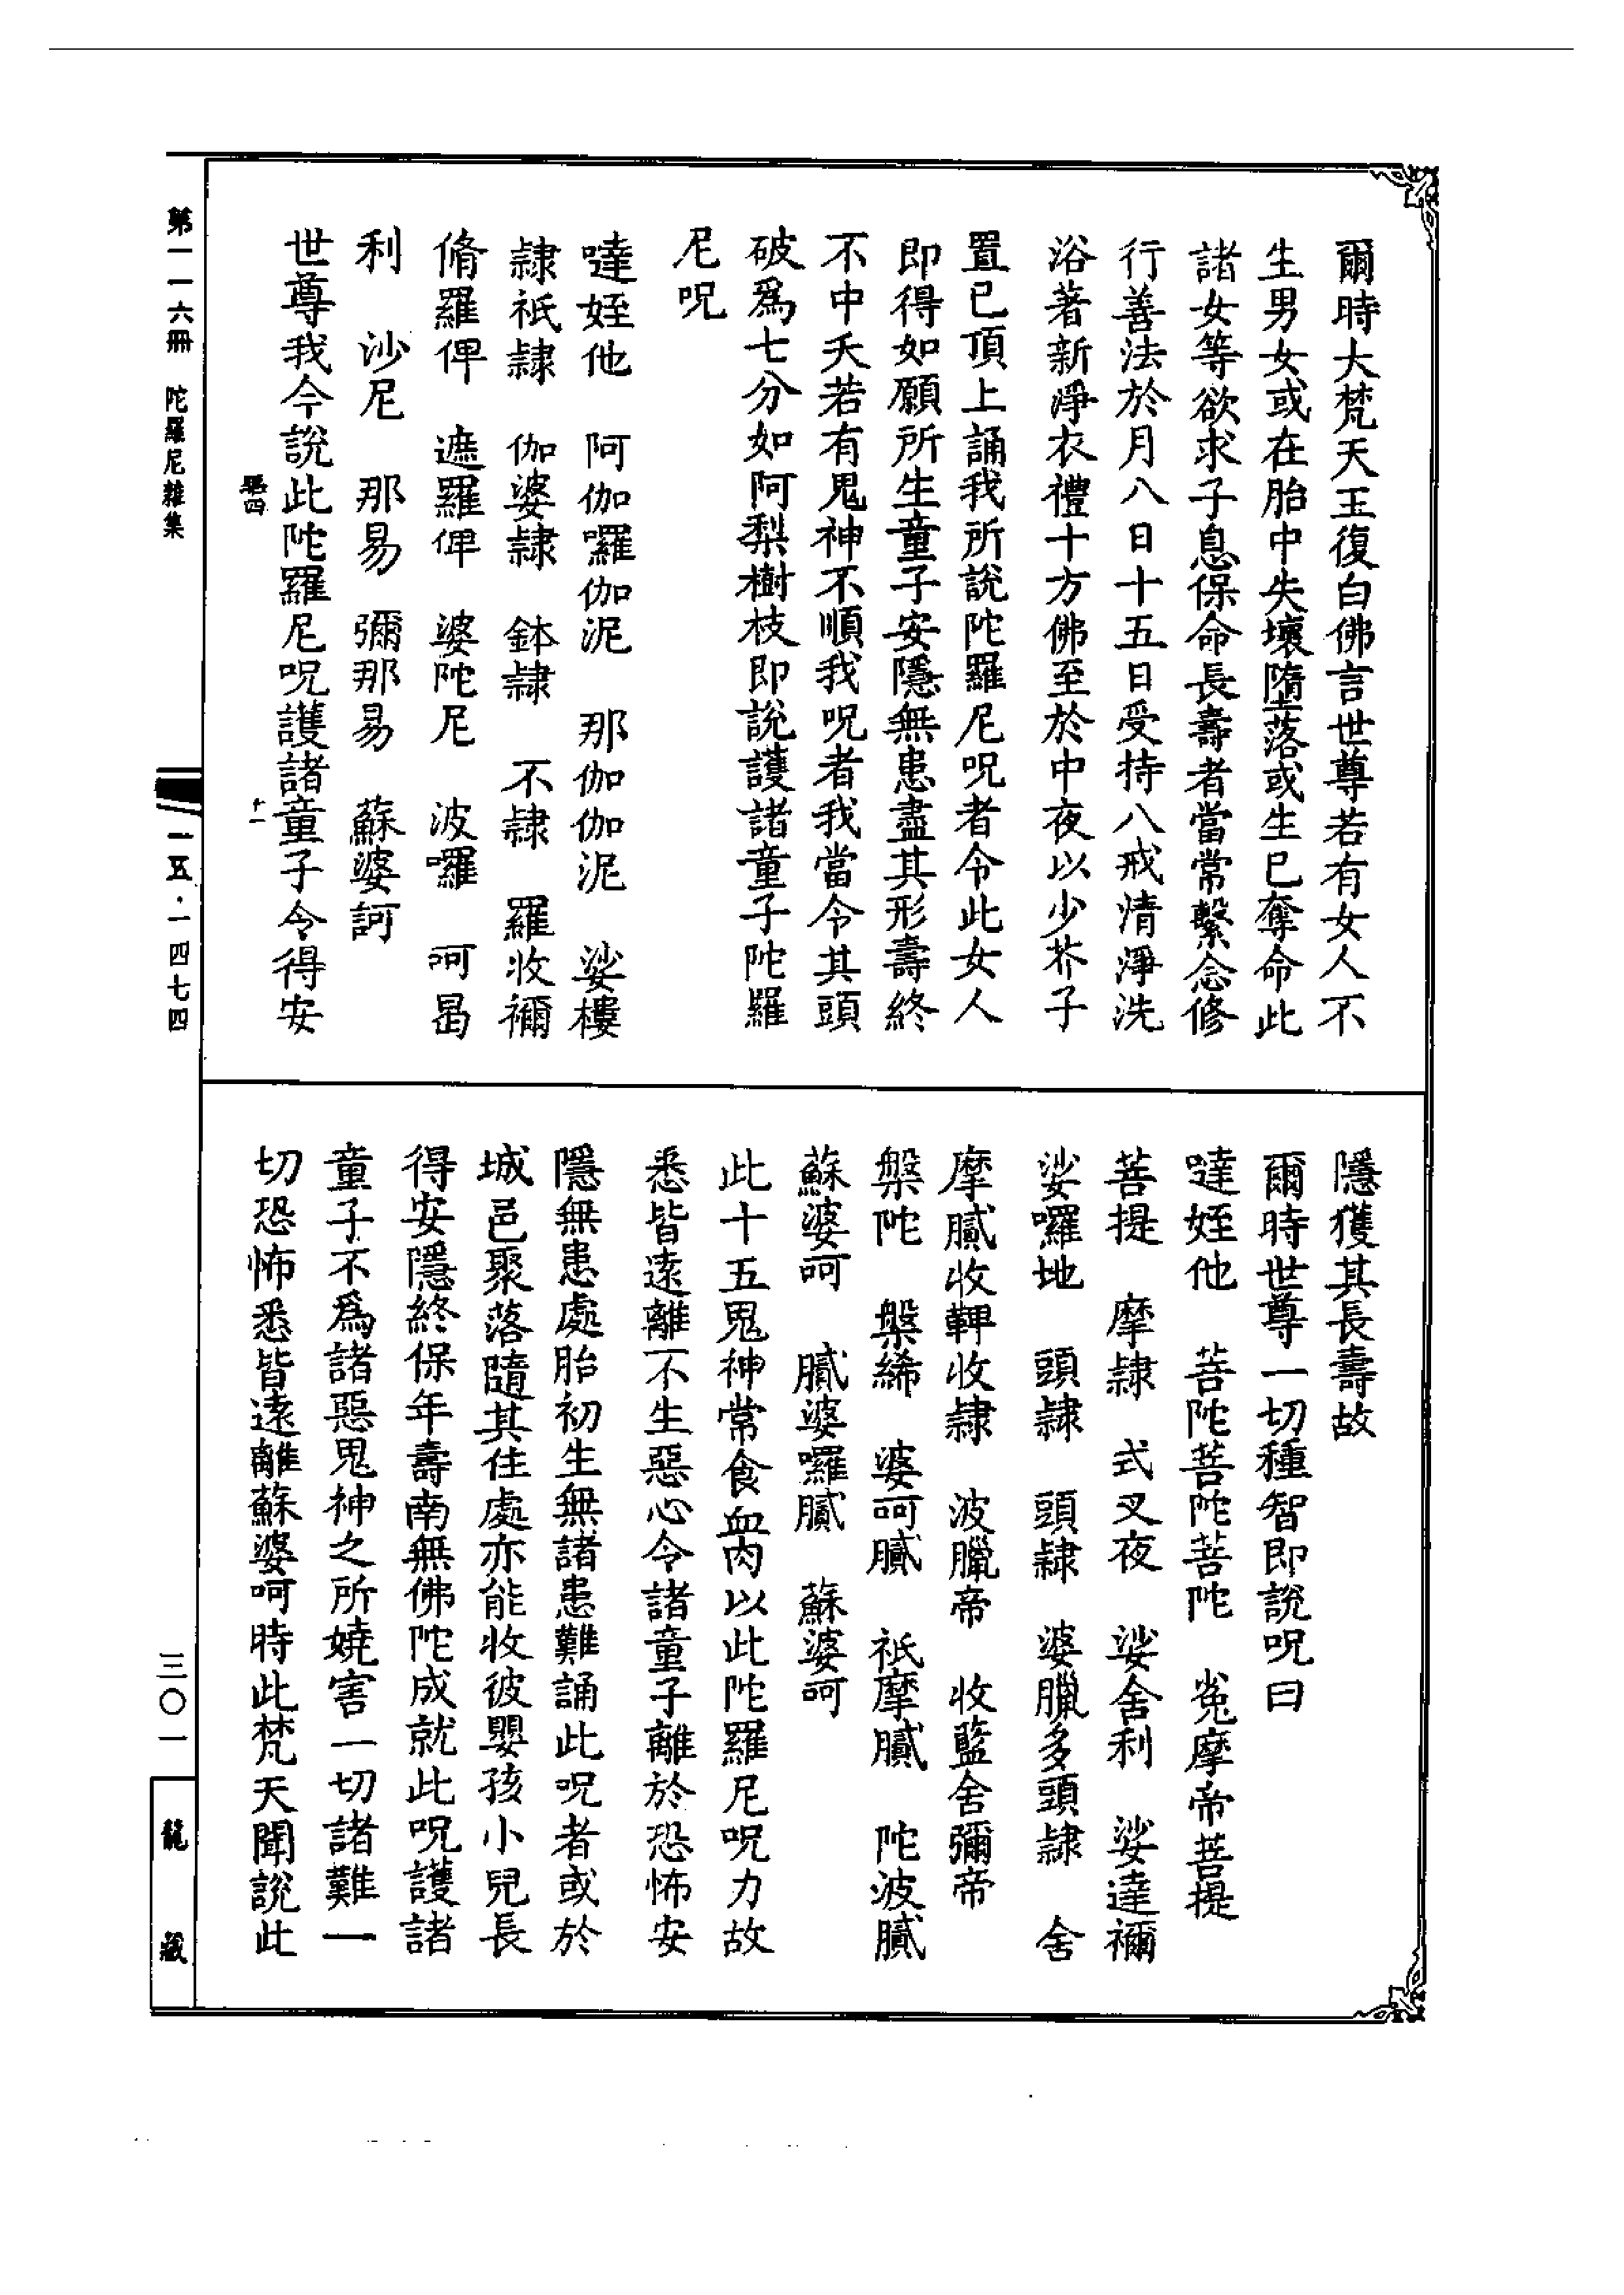 爾時大梵天王復白佛言世尊若有女人不
生男女或在胎中失壞墮落或生已奪命此
諸女等欲求子息保命長壽者當常繫念修
行善法於月八日十五日受持八戒清淨洗
浴著新淨衣禮十方佛至於中夜以少芥子
置已頂上誦我所說陀羅尼呪者令此女人
即得如願所生童子安隱無患盡其形壽終
不中夭若有鬼神不順我呪者我當令其頭
破為七分如阿梨樹枝即說護諸童子陀羅
尼呪
噠姪他 阿伽囉伽泥 那伽伽泥 娑樓
隸祇隸 伽婆隸 鉢隸 不隸 羅收禰
脩羅俾 遮羅俾 婆陀尼 波囉 呵曷
利 沙尼 那易 彌那易 蘇婆訶
世尊我今說此陀羅尼呪護諸童子令得安
十一
隱獲其長壽故
爾時世尊一切種智即說呪曰
噠姪他 菩陀菩陀菩陀 㝹摩帝菩提
菩提 摩隸 式叉夜 娑舍利 娑達禰
娑囉地 頭隸 頭隸 婆臘多頭隸 舍
摩膩收鞞收隸 波臘帝 收藍舍彌帝
槃陀 槃絺 婆呵膩 祇摩膩 陀波膩
蘇婆呵 膩婆囉膩 蘇婆呵
此十五鬼神常食血肉以此陀羅尼呪力故
悉皆遠離不生惡心令諸童子離於恐怖安
隱無患處胎初生無諸患難誦此呪者或於
城邑聚落隨其住處亦能收彼嬰孩小兒長
得安隱終保年壽南無佛陀成就此呪護諸
童子不為諸惡鬼神之所嬈害一切諸難一
切恐怖悉皆遠離蘇婆呵時此梵天聞說此
第一一六冊 陀羅尼雜集
一五·一四七四
三〇一
龍藏